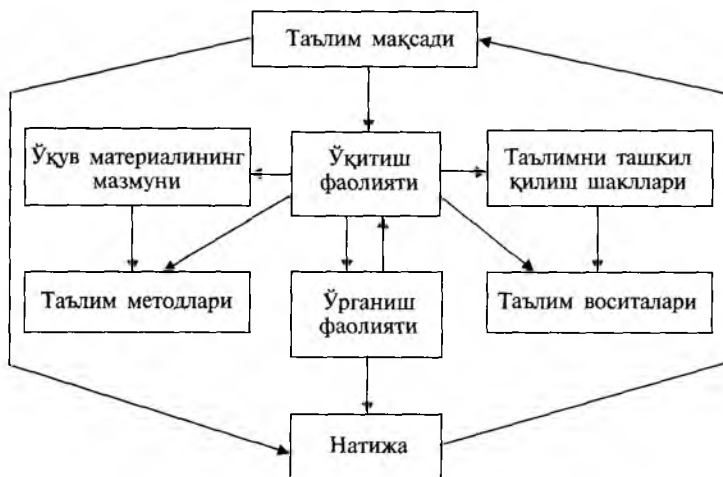 Таълим мақсади
Ўқув материалининг
мазмуни
Ўқитиш
фаолияти
Таълимни ташкил
қилиш шакллари
Таълим методлари
Ўрганиш
фаолияти
Таълим воситалари
Натижа